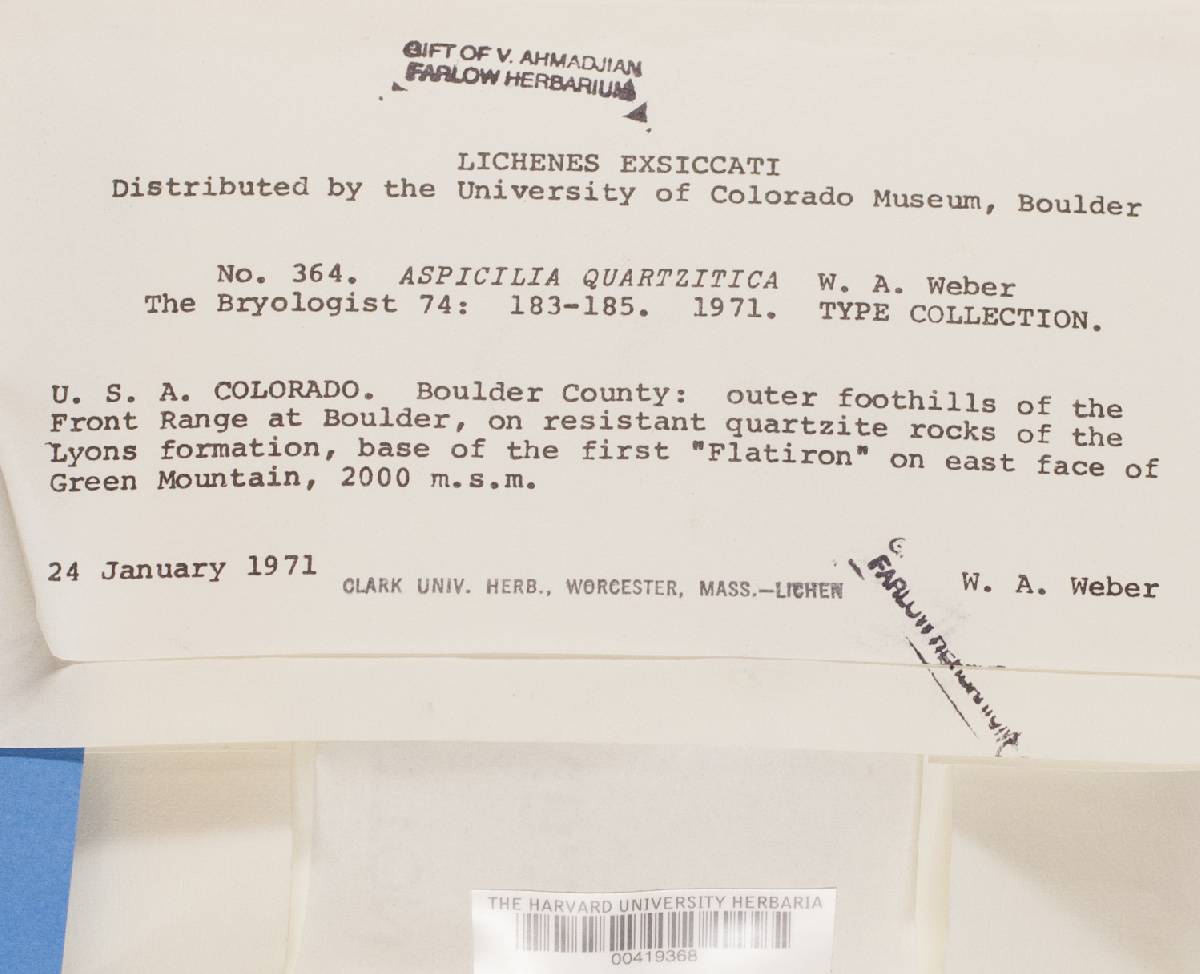 GIFT OF V. AHMADJIAN
FARLOW HERBARIUM
LICHENES EXSICCATI
Distributed by the University of Colorado Museum, Boulder
No. 364. ASPICILIA QUARTZITICA W. A. Weber
The Bryologist 74: 183-185. 1971. TYPE COLLECTION.
U. S. A. COLORADO. Boulder County: outer foothills of the
Front Range at Boulder, on resistant quartzite rocks of the
Lyons formation, base of the first "Flatiron" on east face of
Green Mountain, 2000 m.s.m.
24 January 1971
CLARK UNIV. HERB., WORCESTER, MASS.—LICHEN
W. A. Weber
FARLOW
THE HARVARD UNIVERSITY HERBARIA
00419368